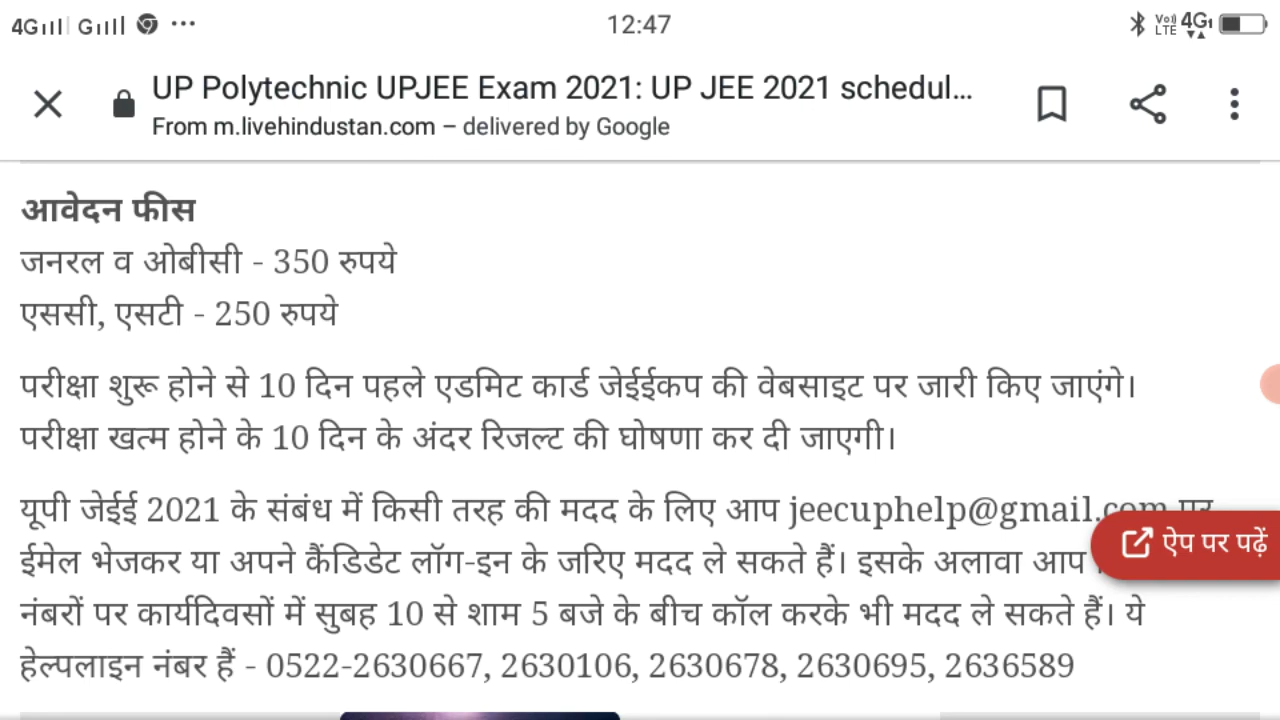 4G G ...
12:47
Vo)) LTE 4G
UP Polytechnic UPJEE Exam 2021: UP JEE 2021 schedul...
From m.livehindustan.com – delivered by Google
आवेदन फीस
जनरल व ओबीसी - 350 रुपये
एससी, एसटी - 250 रुपये
परीक्षा शुरू होने से 10 दिन पहले एडमिट कार्ड जेईईकप की वेबसाइट पर जारी किए जाएंगे।
परीक्षा खत्म होने के 10 दिन के अंदर रिजल्ट की घोषणा कर दी जाएगी।
यूपी जेईई 2021 के संबंध में किसी तरह की मदद के लिए आप jeecuphelp@gmail.com पर
ईमेल भेजकर या अपने कैंडिडेट लॉग-इन के जरिए मदद ले सकते हैं। इसके अलावा आप
ऐप पर पढ़ें
नंबरों पर कार्यदिवसों में सुबह 10 से शाम 5 बजे के बीच कॉल करके भी मदद ले सकते हैं। ये
हेल्पलाइन नंबर हैं - 0522-2630667, 2630106, 2630678, 2630695, 2636589